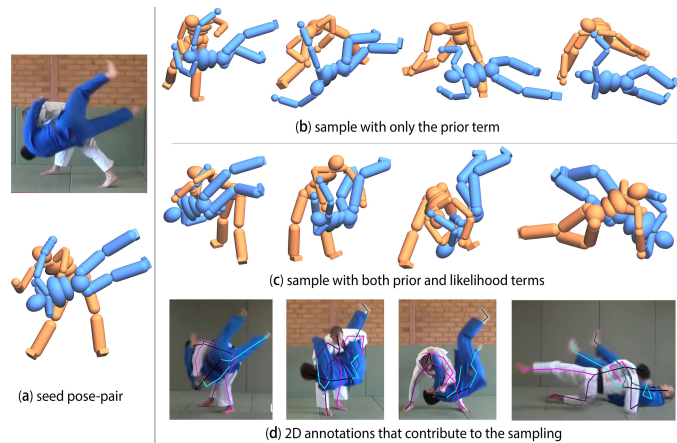 (b) sample with only the prior term
(c) sample with both prior and likelihood terms
(a) seed pose-pair
(d) 2D annotations that contribute to the sampling